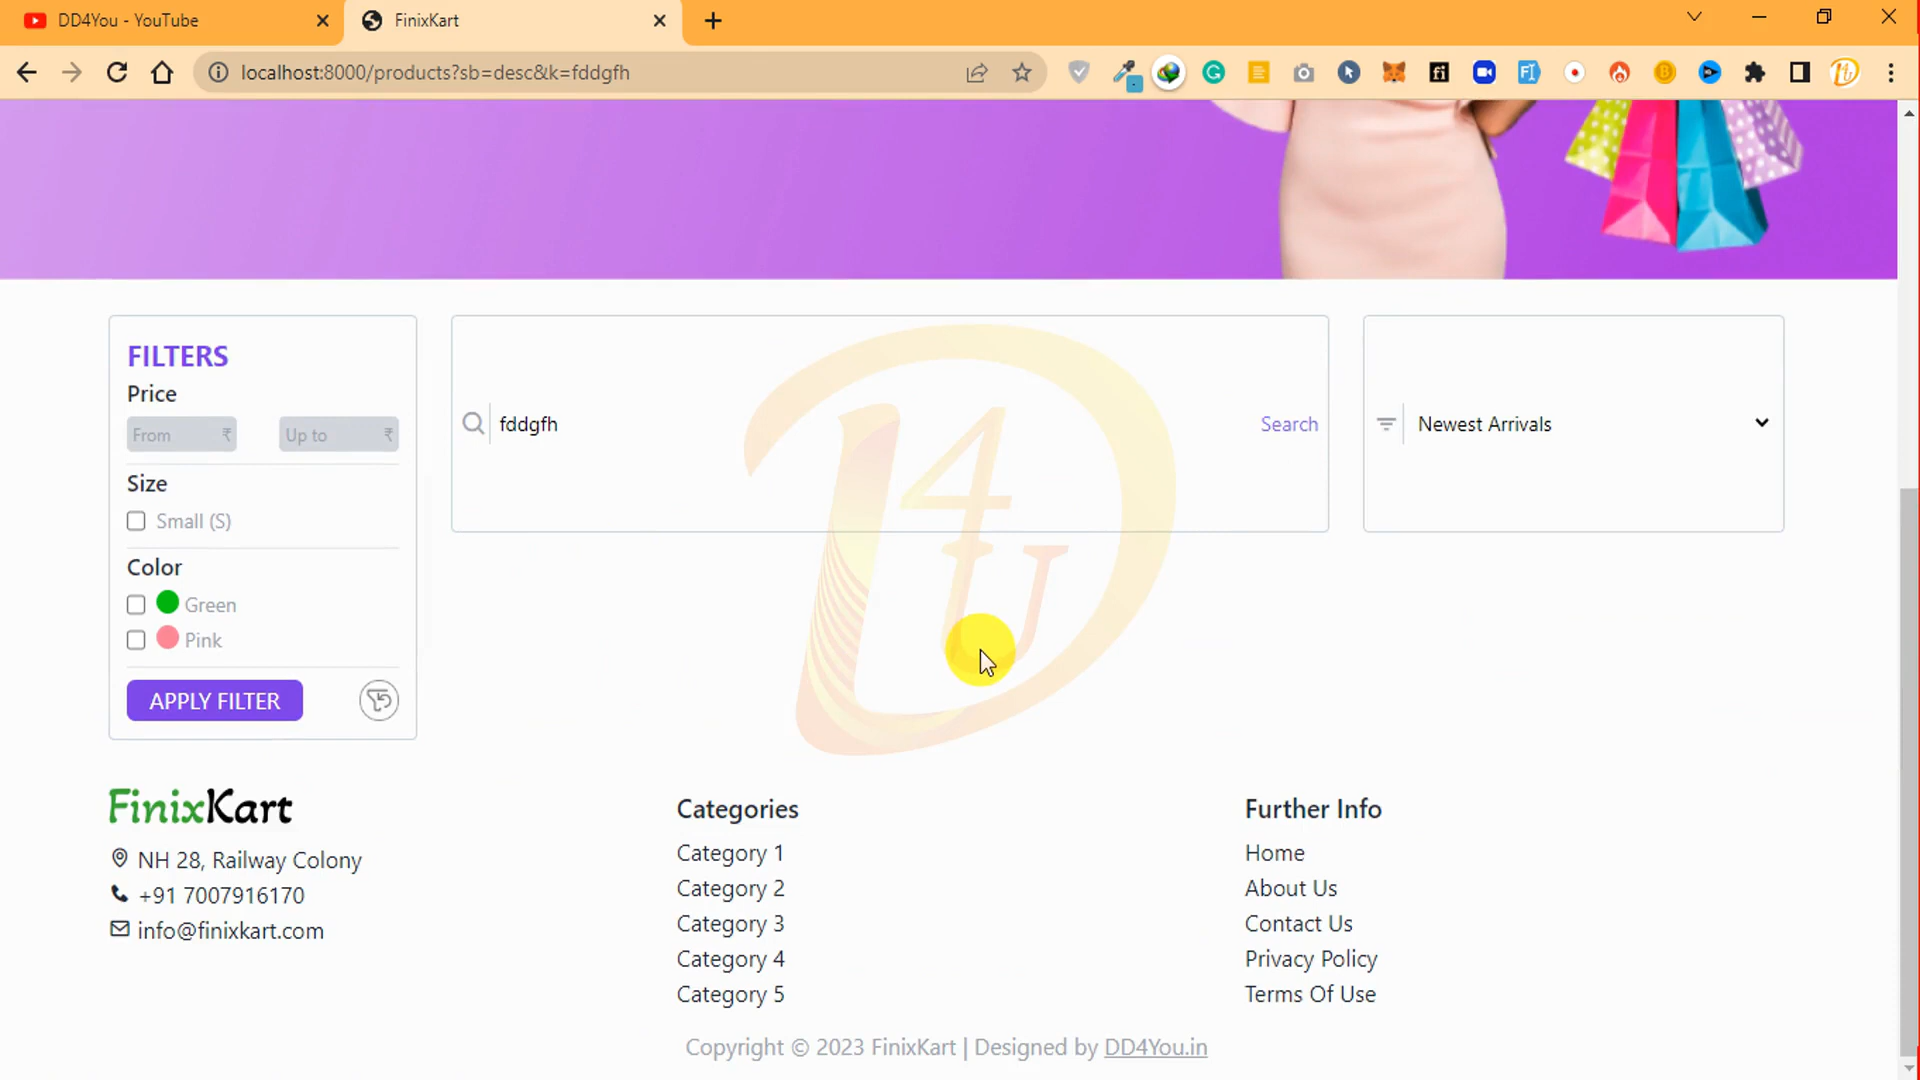 DD4You - YouTube
FinixKart
localhost:8000/products?sb=desc&k=fddgfh
FILTERS
Price
From ₹
Up to ₹
Size
Small (S)
Color
Green
Pink
APPLY FILTER
fddgfh
Search
Newest Arrivals
D4U
FinixKart
NH 28, Railway Colony
+91 7007916170
info@finixkart.com
Categories
Category 1
Category 2
Category 3
Category 4
Category 5
Further Info
Home
About Us
Contact Us
Privacy Policy
Terms Of Use
Copyright © 2023 FinixKart | Designed by DD4You.in